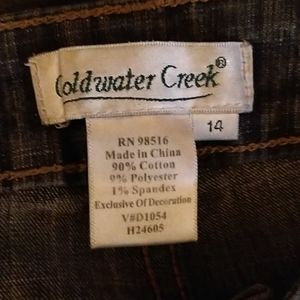 Coldwater Creek®
14
RN 98516
Made in China
90% Cotton
9% Polyester
1% Spandex
Exclusive Of Decoration
V#D1054
H24605